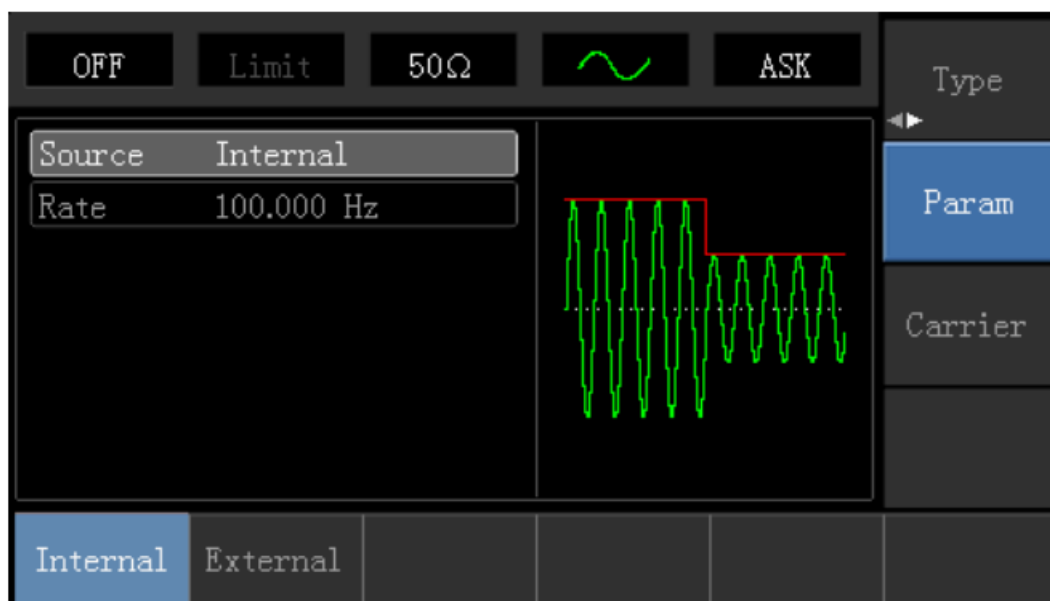 OFF Limit 50Ω ASK
Type
Source Internal
Rate 100.000 Hz
Param
Carrier
Internal External